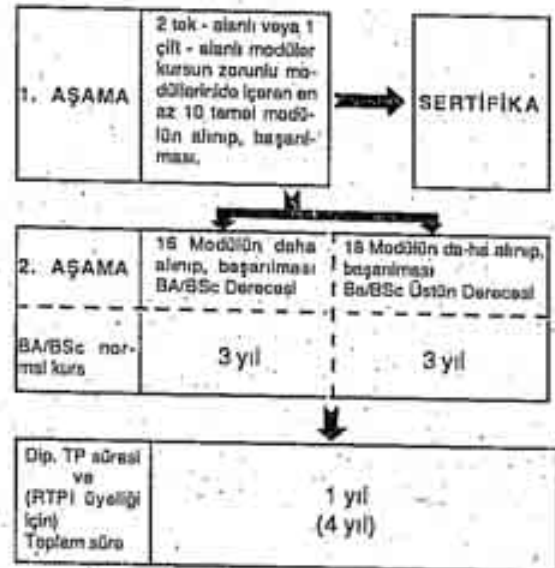 1. AŞAMA
2 tek - alanlı veya 1
çift - alanlı modüler
kursun zorunlu mo-
düllerinide içeren en
az 10 temel modü-
lün alınıp, başarıl-
ması.
SERTİFİKA
2. AŞAMA
16 Modülün daha
alınıp, başarılması
BA/BSc Derecesi
18 Modülün da-ha alınıp,
başarılması
Ba/BSc Üstün Derecesi
BA/BSc nor-
mal kurs
3 yıl
3 yıl
Dip. TP süresi
ve
(RTPI üyeliği
için)
Toplam süre
1 yıl
(4 yıl)